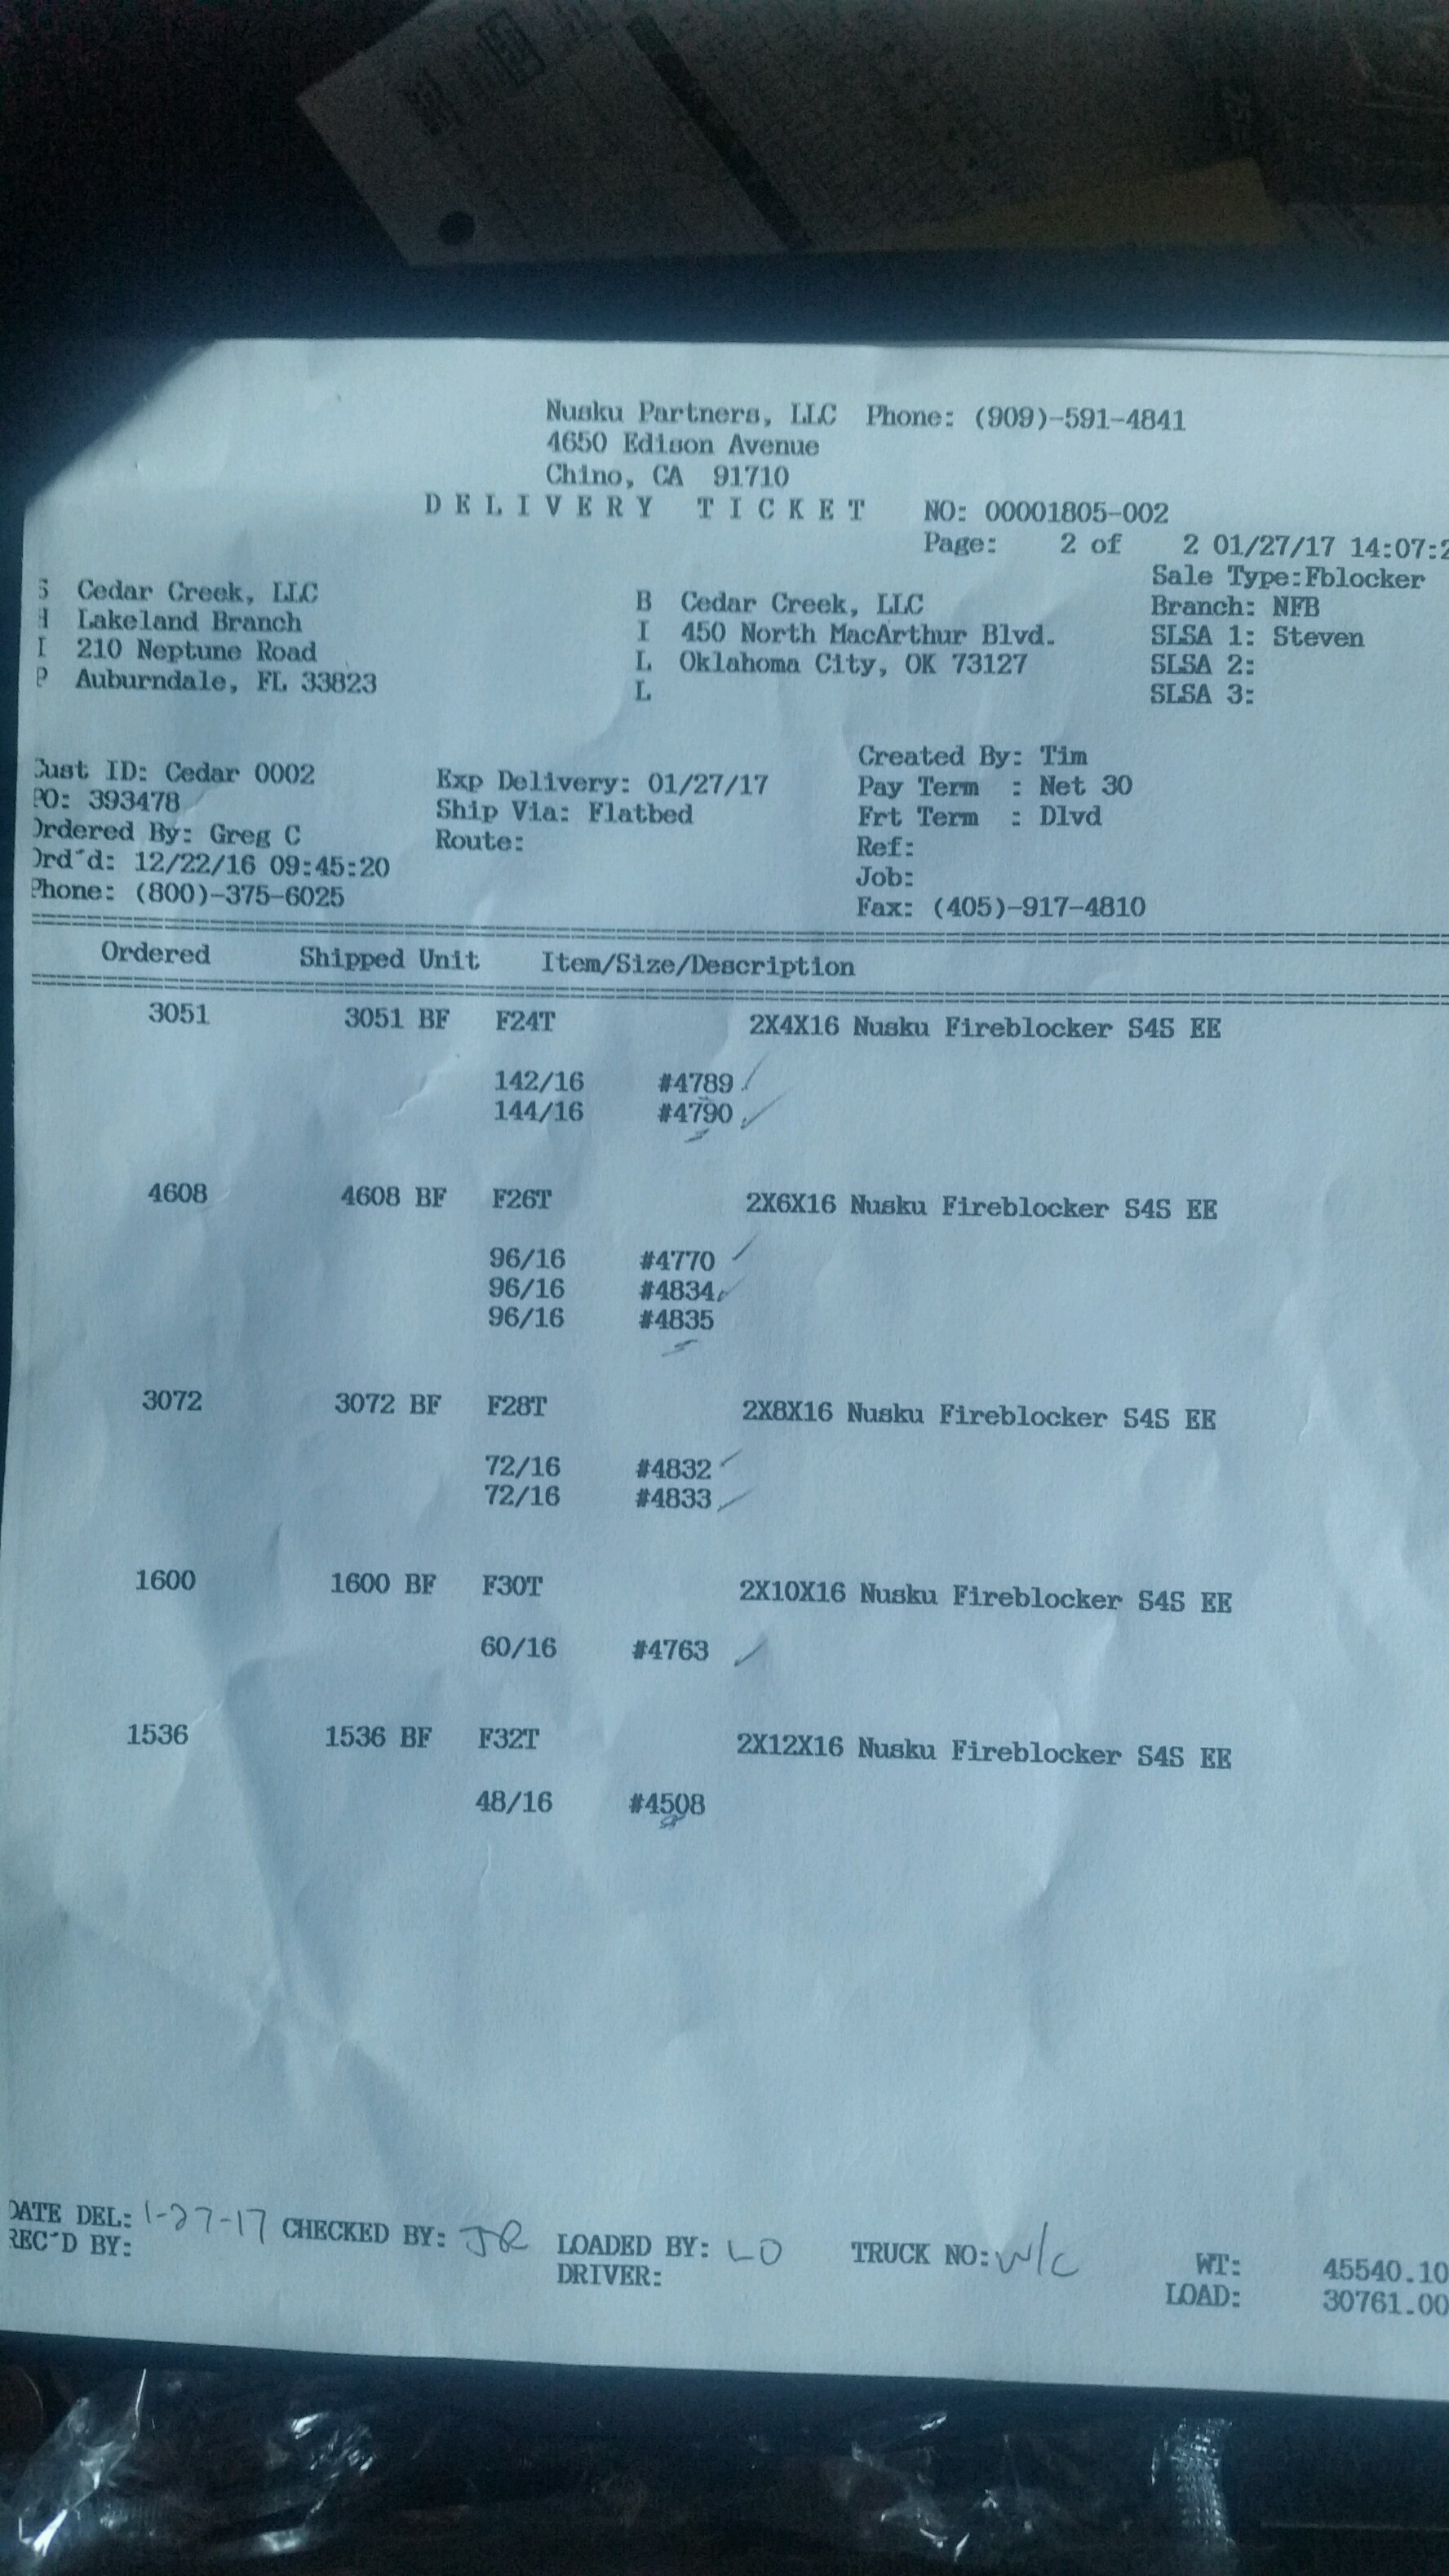 Nusku Partners, LLC Phone: (909)-591-4841
4650 Edison Avenue
Chino, CA 91710
DELIVERY TICKET NO: 00001805-002
Page: 2 of 2 01/27/17 14:07:2
Sale Type:Fblocker
S Cedar Creek, LLC B Cedar Creek, LLC Branch: NFB
H Lakeland Branch I 450 North MacArthur Blvd. SLSA 1: Steven
I 210 Neptune Road L Oklahoma City, OK 73127 SLSA 2:
P Auburndale, FL 33823 L SLSA 3:
Cust ID: Cedar 0002 Exp Delivery: 01/27/17 Created By: Tim
PO: 393478 Ship Via: Flatbed Pay Term : Net 30
Ordered By: Greg C Route: Frt Term : Dlvd
Ord'd: 12/22/16 09:45:20 Ref:
Phone: (800)-375-6025 Job:
Fax: (405)-917-4810
Ordered Shipped Unit Item/Size/Description
3051 3051 BF F24T 2X4X16 Nusku Fireblocker S4S EE
142/16 #4789
144/16 #4790
4608 4608 BF F26T 2X6X16 Nusku Fireblocker S4S EE
96/16 #4770
96/16 #4834
96/16 #4835
3072 3072 BF F28T 2X8X16 Nusku Fireblocker S4S EE
72/16 #4832
72/16 #4833
1600 1600 BF F30T 2X10X16 Nusku Fireblocker S4S EE
60/16 #4763
1536 1536 BF F32T 2X12X16 Nusku Fireblocker S4S EE
48/16 #4508
DATE DEL: 1-27-17 CHECKED BY: JR LOADED BY: LO TRUCK NO: W/C WT: 45540.10
REC'D BY: DRIVER: LOAD: 30761.00